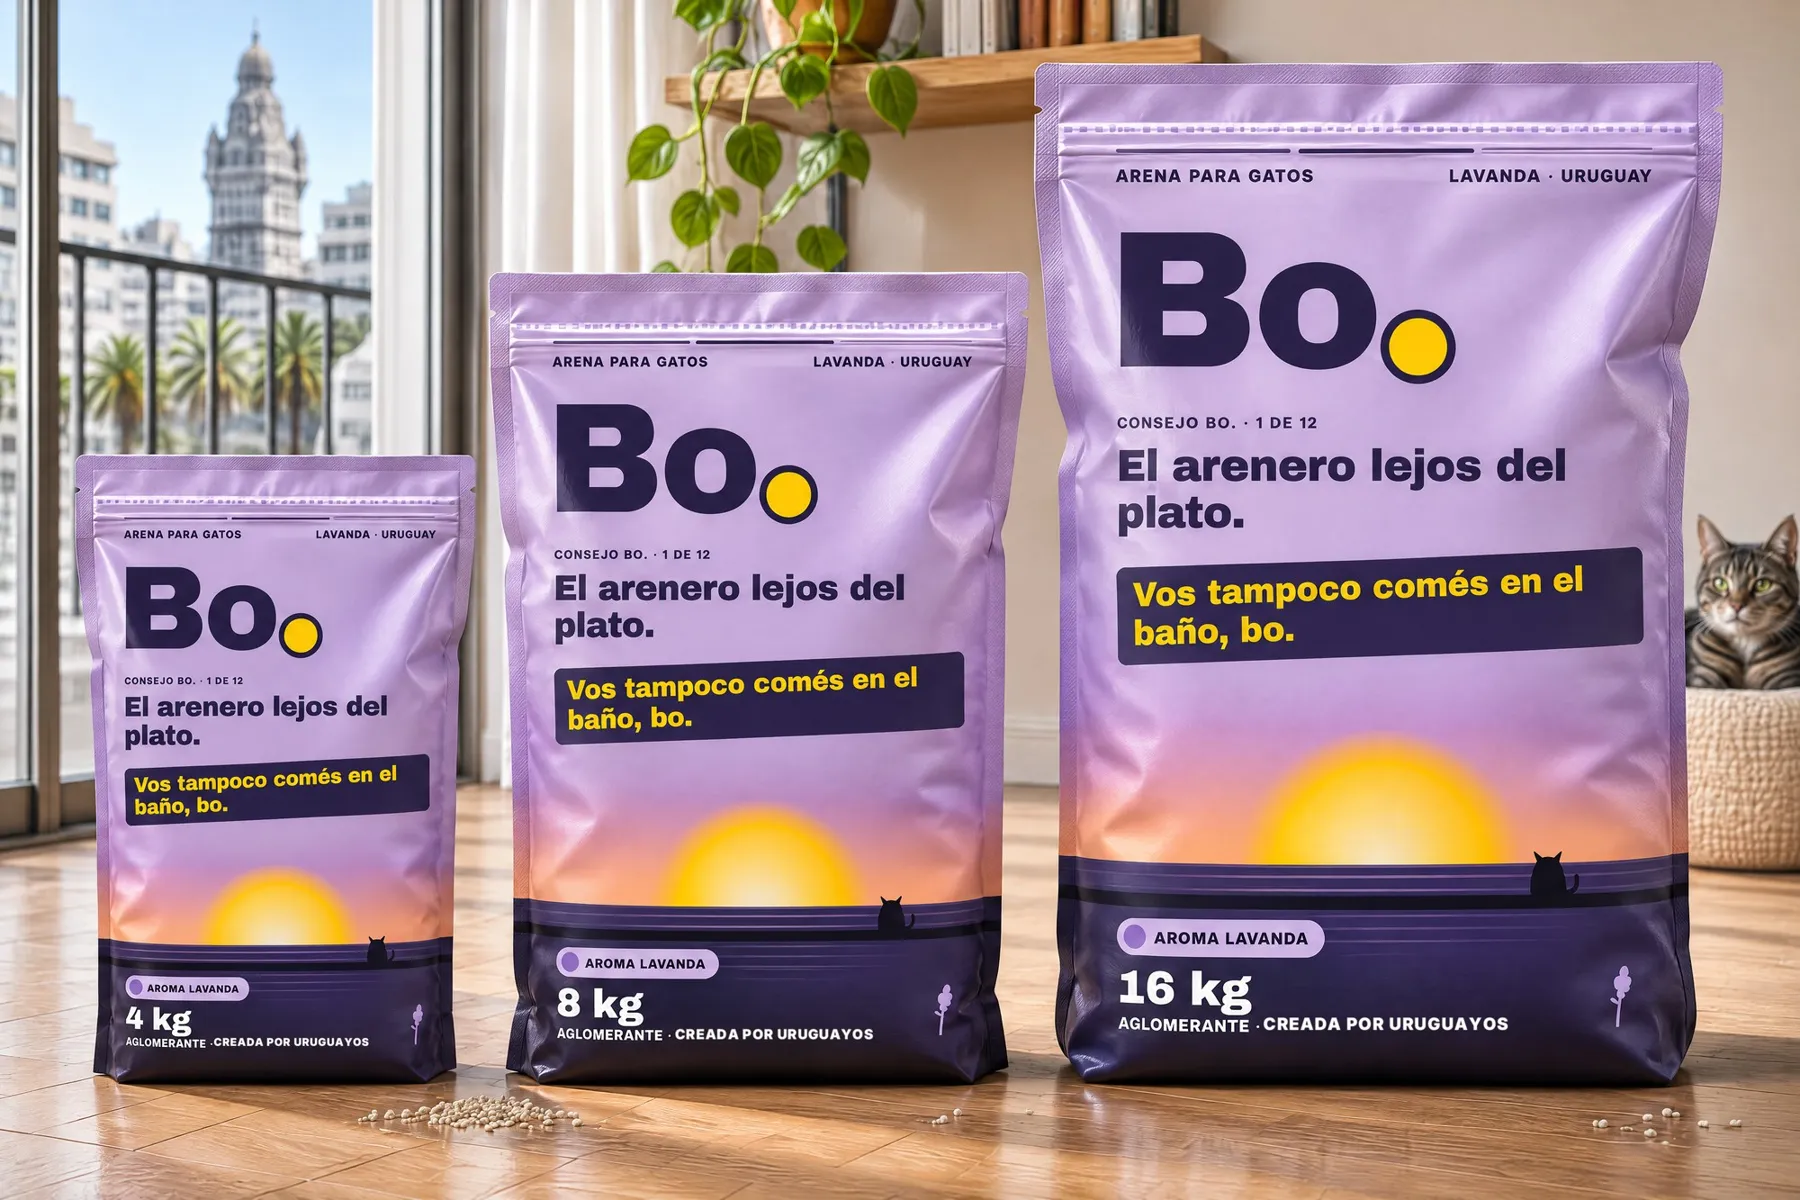 ARENA PARA GATOS LAVANDA · URUGUAY
Bo.
CONSEJO BO. · 1 DE 12
El arenero lejos del
plato.
Vos tampoco comés en el
baño, bo.
AROMA LAVANDA
4 kg
AGLOMERANTE · CREADA POR URUGUAYOS
ARENA PARA GATOS LAVANDA · URUGUAY
Bo.
CONSEJO BO. · 1 DE 12
El arenero lejos del
plato.
Vos tampoco comés en el
baño, bo.
AROMA LAVANDA
8 kg
AGLOMERANTE · CREADA POR URUGUAYOS
ARENA PARA GATOS LAVANDA · URUGUAY
Bo.
CONSEJO BO. · 1 DE 12
El arenero lejos del
plato.
Vos tampoco comés en el
baño, bo.
AROMA LAVANDA
16 kg
AGLOMERANTE · CREADA POR URUGUAYOS